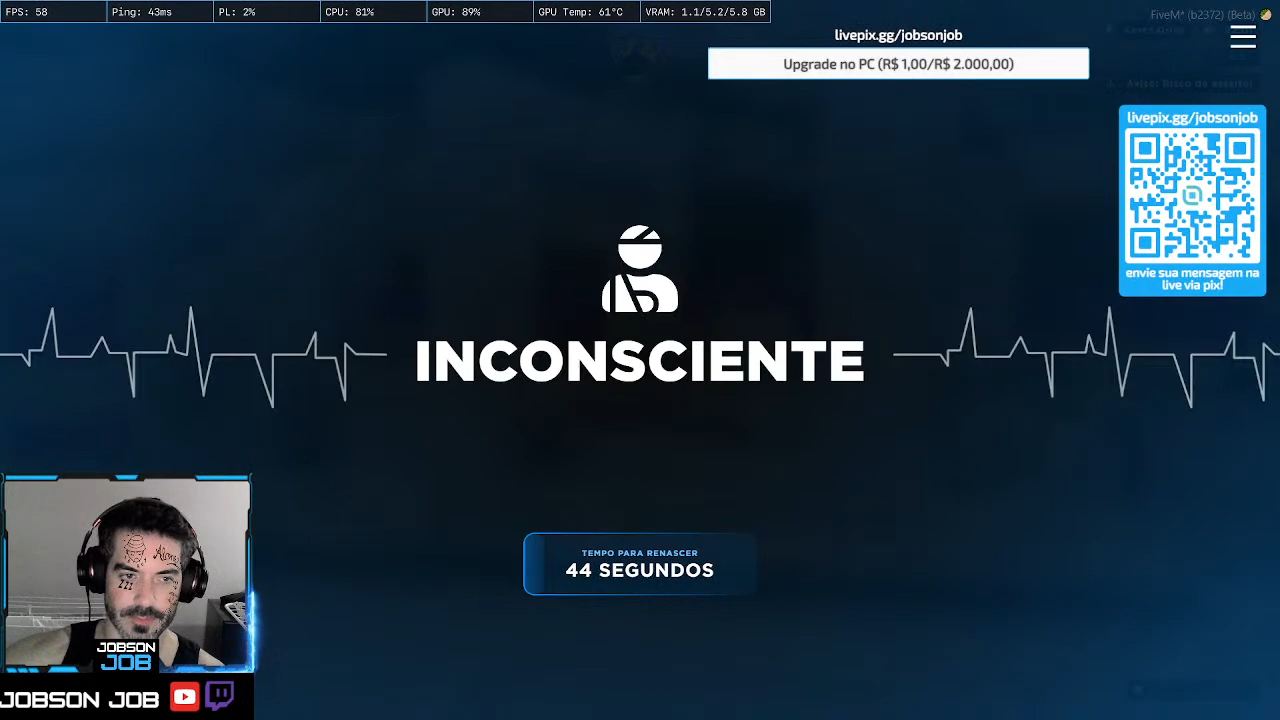 FPS: 58
Ping: 43ms
PL: 2%
CPU: 81%
GPU: 89%
GPU Temp: 61°C
VRAM: 1.1/5.2/5.8 GB
FiveM* (b2372) (Beta)
livepix.gg/jobsonjob
Upgrade no PC (R$ 1,00/R$ 2.000,00)
livepix.gg/jobsonjob
envie sua mensagem na
live via pix!
INCONSCIENTE
TEMPO PARA RENASCER
44 SEGUNDOS
zzz
JOBSON
JOB
JOBSON JOB